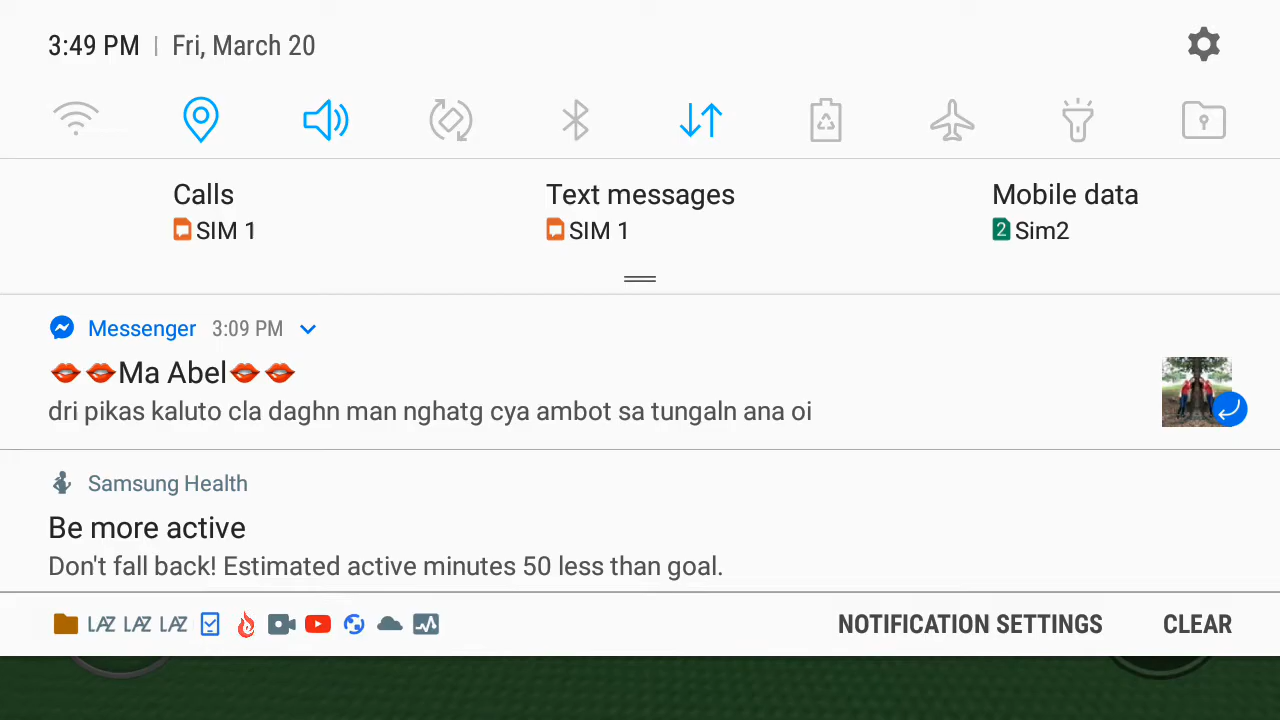 3:49 PM | Fri, March 20
Calls
SIM 1
Text messages
SIM 1
Mobile data
2 Sim2
Messenger 3:09 PM
👄👄Ma Abel👄👄
dri pikas kaluto cla daghn man nghatg cya ambot sa tungaln ana oi
Samsung Health
Be more active
Don't fall back! Estimated active minutes 50 less than goal.
LAZ LAZ LAZ
NOTIFICATION SETTINGS CLEAR